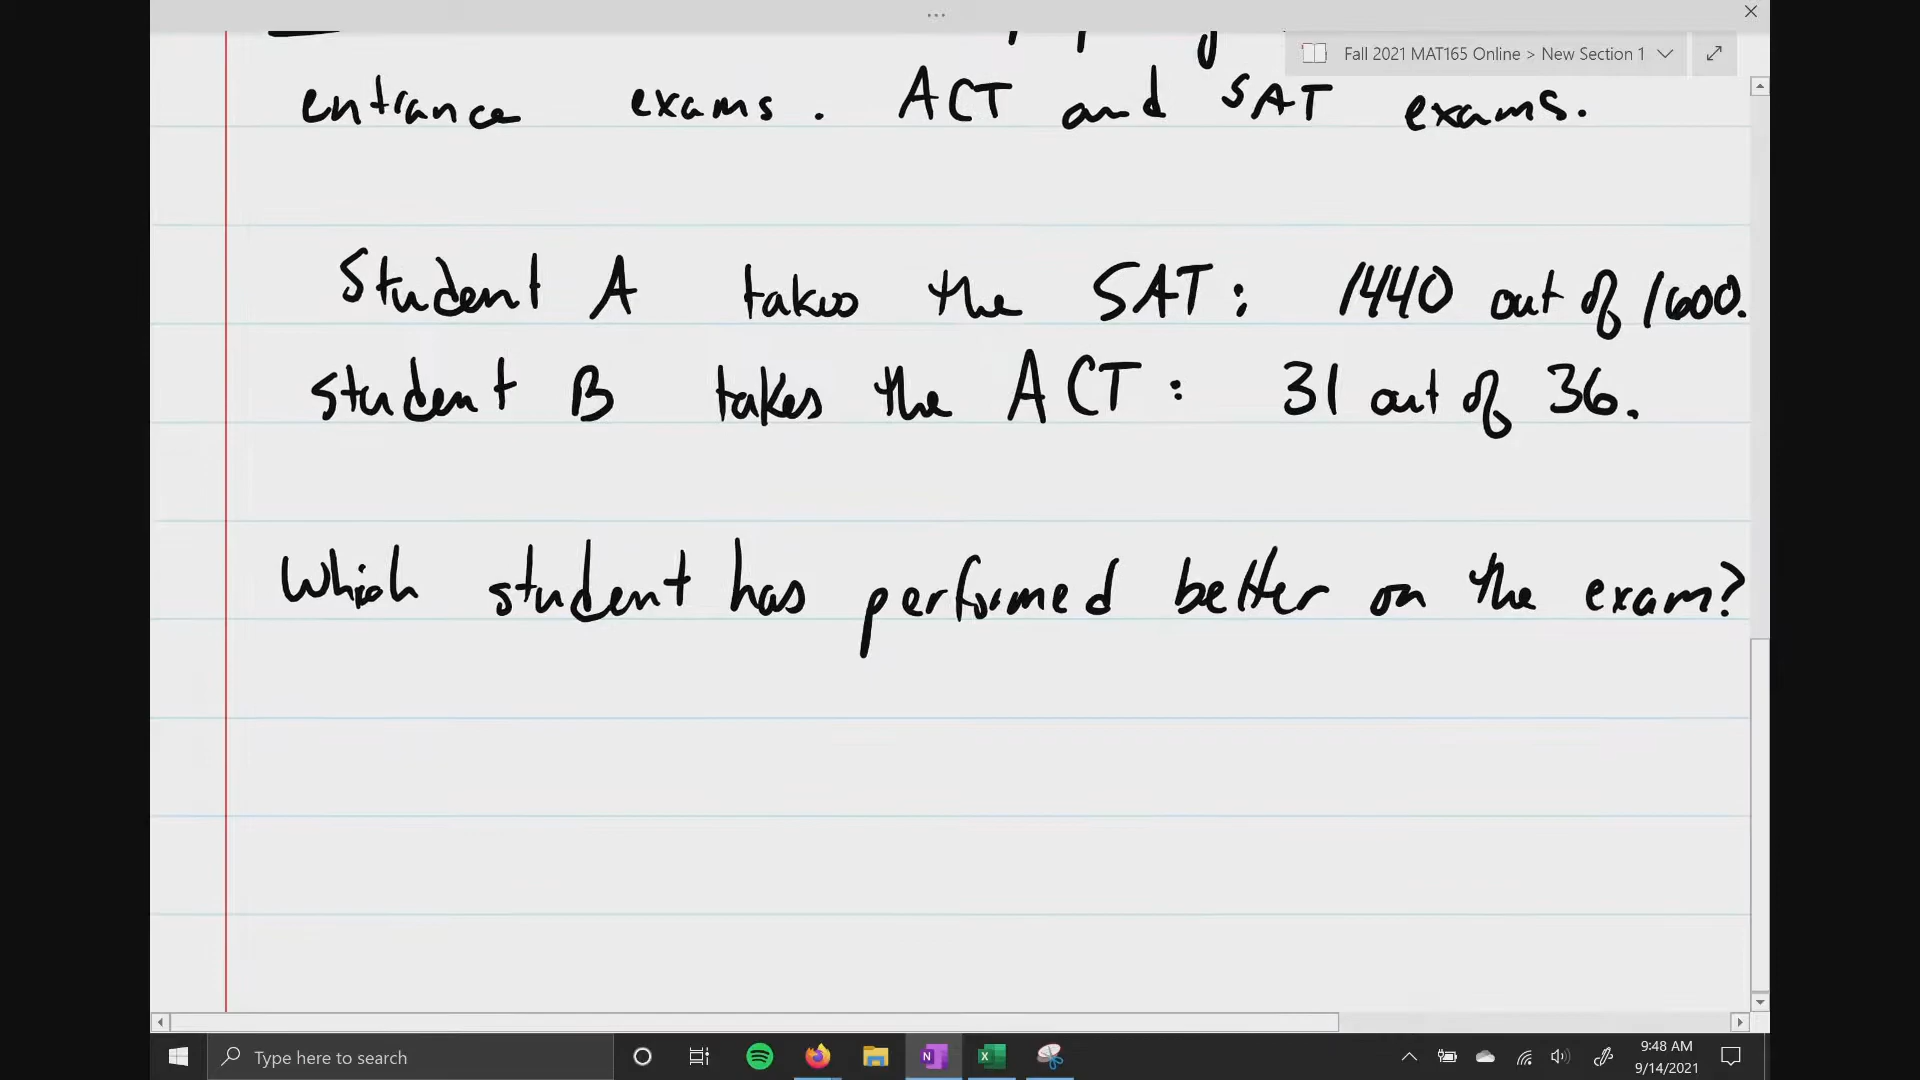 ...
Fall 2021 MAT165 Online > New Section 1
entrance exams. ACT and SAT exams.
Student A takes the SAT: 1440 out of 1600.
Student B takes the ACT: 31 out of 36.
Which student has performed better on the exam?
Type here to search
9:48 AM
9/14/2021